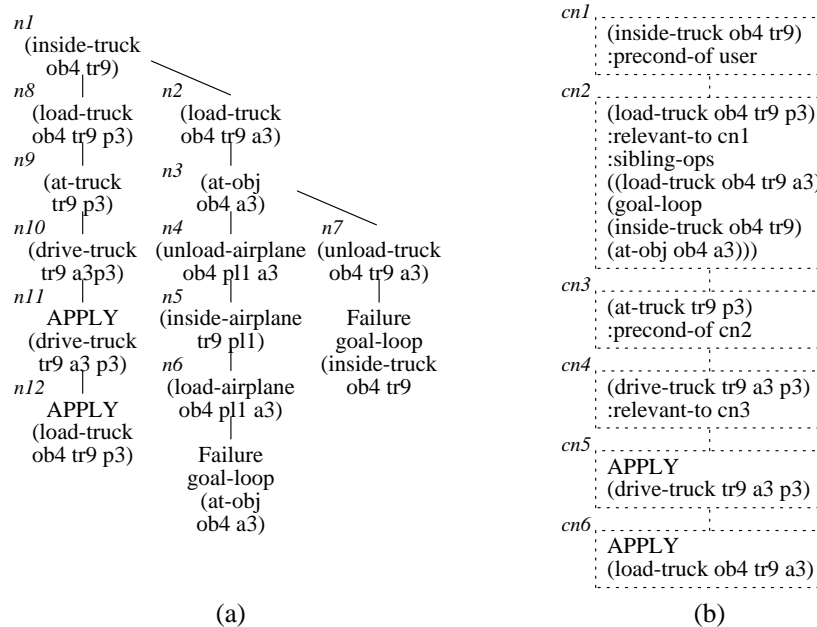 n1
(inside-truck
ob4 tr9)
n8
(load-truck
ob4 tr9 p3)
n9
(at-truck
tr9 p3)
n10
(drive-truck
tr9 a3p3)
n11
APPLY
(drive-truck
tr9 a3 p3)
n12
APPLY
(load-truck
ob4 tr9 p3)
n2
(load-truck
ob4 tr9 a3)
n3
(at-obj
ob4 a3)
n4
(unload-airplane
ob4 pl1 a3
n5
(inside-airplane
tr9 pl1)
n6
(load-airplane
ob4 pl1 a3)
Failure
goal-loop
(at-obj
ob4 a3)
n7
(unload-truck
ob4 tr9 a3)
Failure
goal-loop
(inside-truck
ob4 tr9
(a)
cn1
(inside-truck ob4 tr9)
:precond-of user
cn2
(load-truck ob4 tr9 p3)
:relevant-to cn1
:sibling-ops
((load-truck ob4 tr9 a3)
(goal-loop
(inside-truck ob4 tr9)
(at-obj ob4 a3)))
cn3
(at-truck tr9 p3)
:precond-of cn2
cn4
(drive-truck tr9 a3 p3)
:relevant-to cn3
cn5
APPLY
(drive-truck tr9 a3 p3)
cn6
APPLY
(load-truck ob4 tr9 a3)
(b)